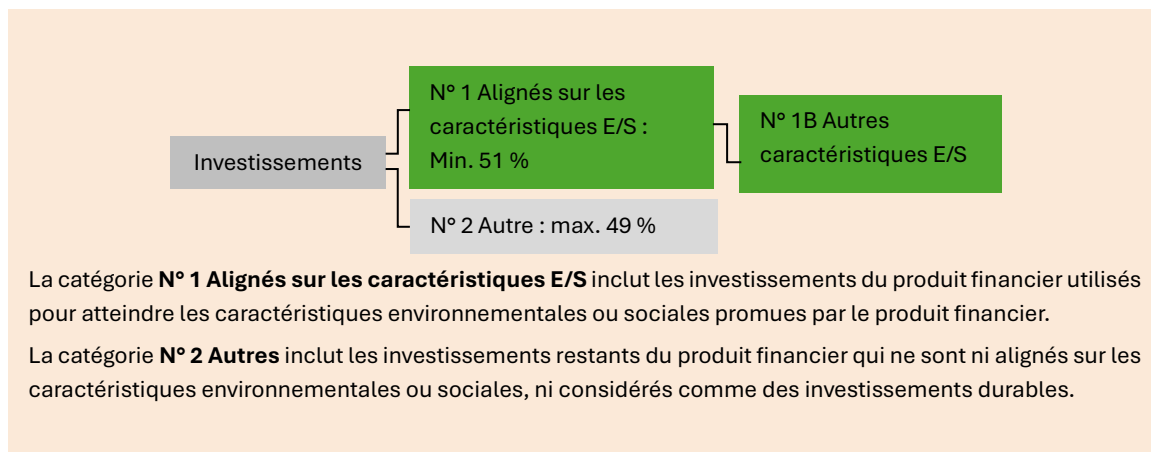 N° 1 Alignés sur les
caractéristiques E/S :
Min. 51 %
N° 1B Autres
caractéristiques E/S
Investissements
N° 2 Autre : max. 49 %
La catégorie N° 1 Alignés sur les caractéristiques E/S inclut les investissements du produit financier utilisés
pour atteindre les caractéristiques environnementales ou sociales promues par le produit financier.
La catégorie N° 2 Autres inclut les investissements restants du produit financier qui ne sont ni alignés sur les
caractéristiques environnementales ou sociales, ni considérés comme des investissements durables.